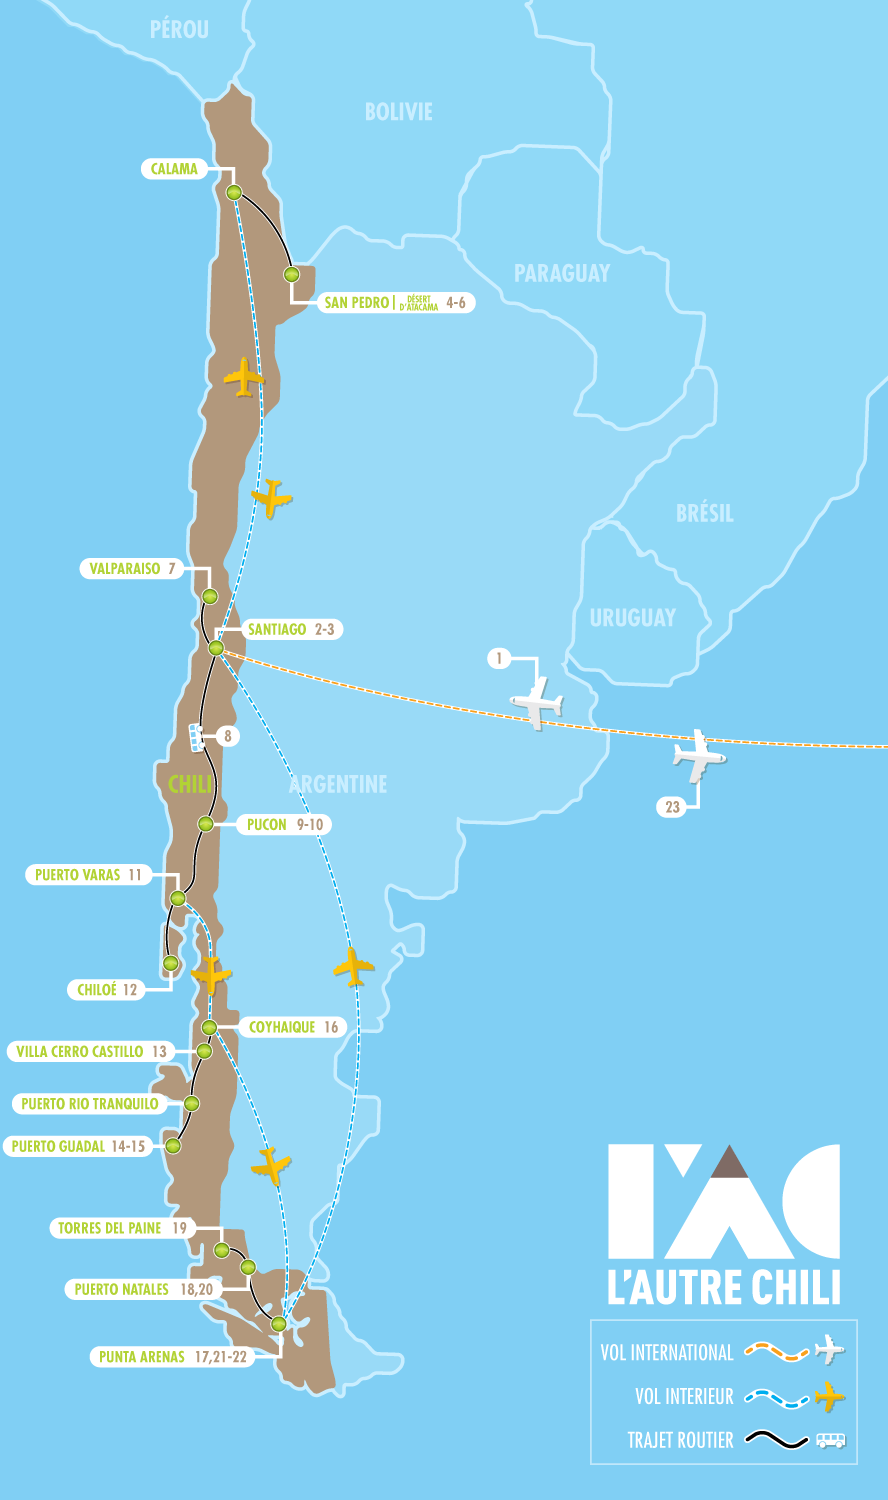 PÉROU
BOLIVIE
CALAMA
PARAGUAY
SAN PEDRO | DÉSERT D'ATACAMA 4-6
BRÉSIL
VALPARAISO 7
URUGUAY
SANTIAGO 2-3
1
8
CHILI
ARGENTINE
23
PUCON 9-10
PUERTO VARAS 11
CHILOÉ 12
COYHAIQUE 16
VILLA CERRO CASTILLO 13
PUERTO RIO TRANQUILO
PUERTO GUADAL 14-15
TORRES DEL PAINE 19
PUERTO NATALES 18,20
PUNTA ARENAS 17,21-22
L'AC
L'AUTRE CHILI
VOL INTERNATIONAL
VOL INTERIEUR
TRAJET ROUTIER